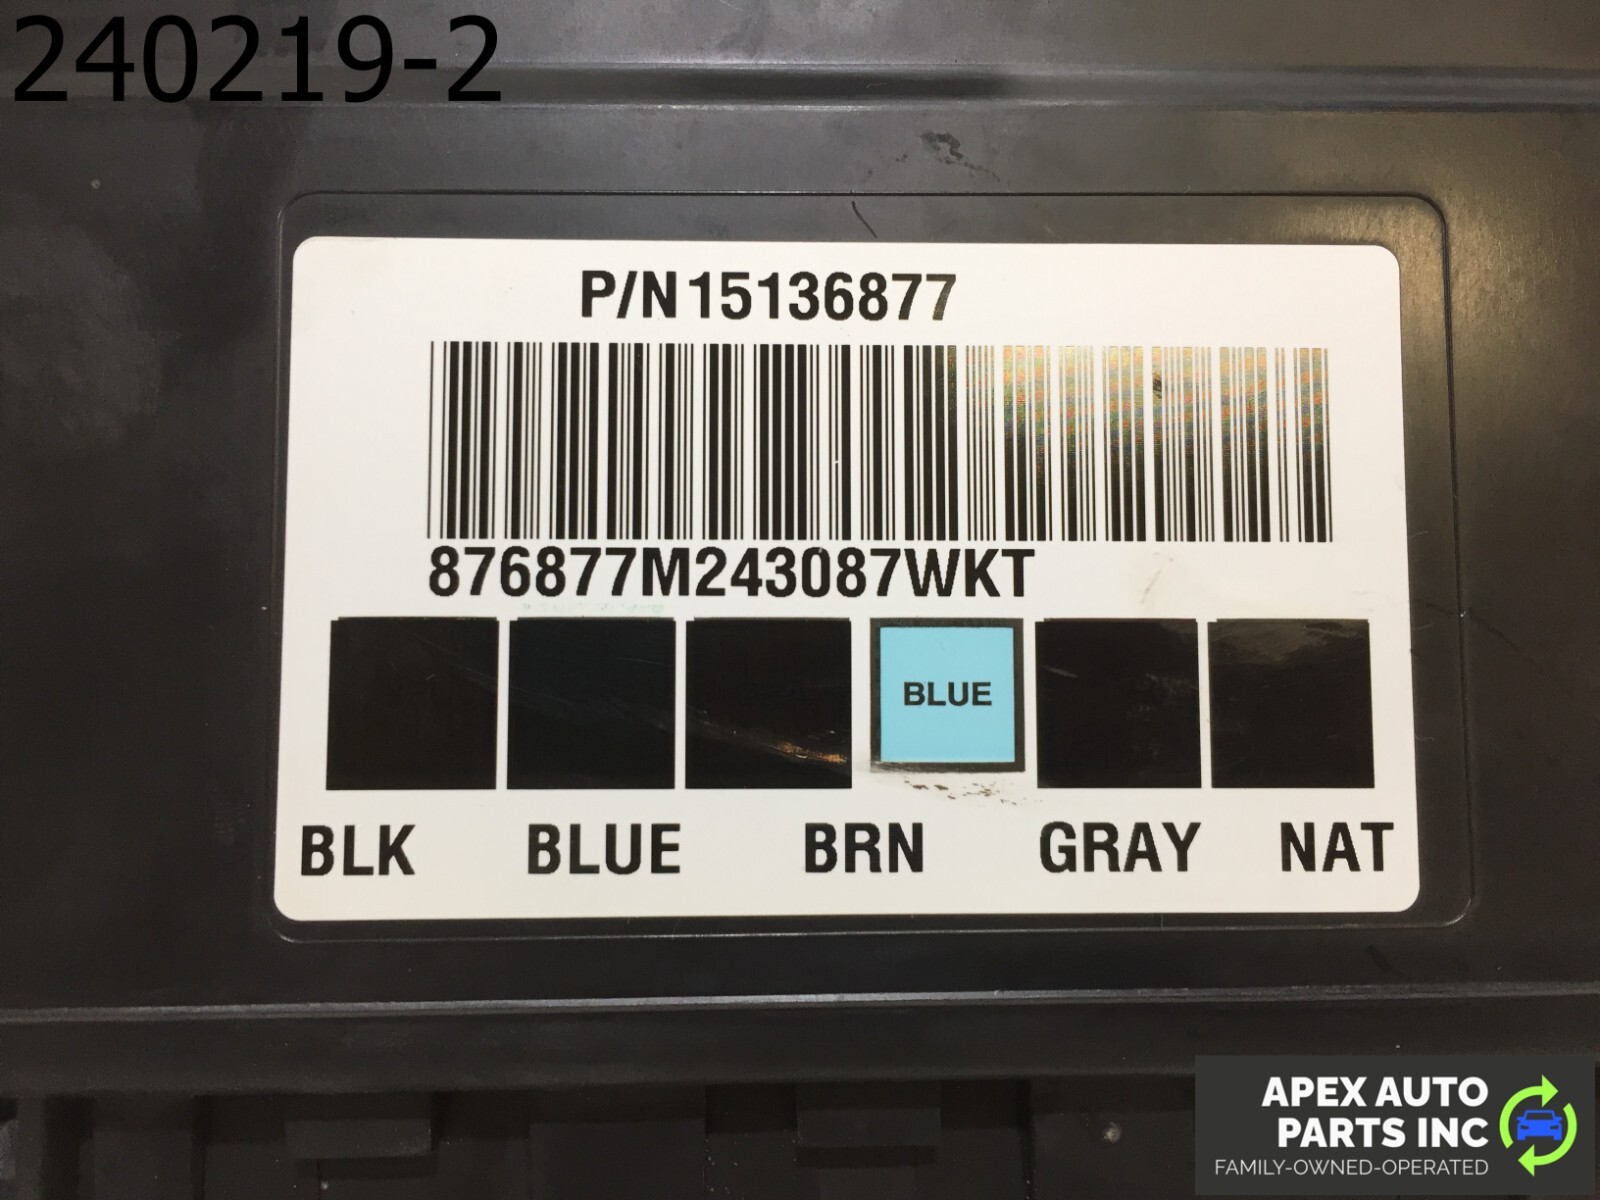 240219-2
P/N15136877
876877M243087WKT
BLUE
BLK BLUE BRN GRAY NAT
APEX AUTO
PARTS INC
FAMILY-OWNED-OPERATED